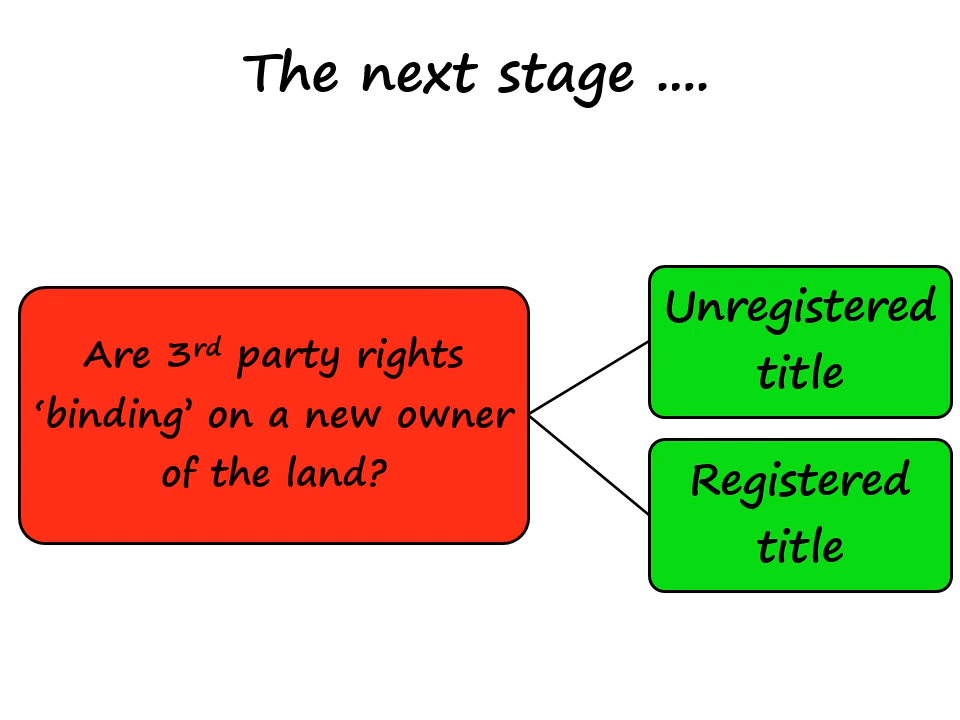 The next stage ....
Are 3rd party rights
‘binding’ on a new owner
of the land?
Unregistered
title
Registered
title